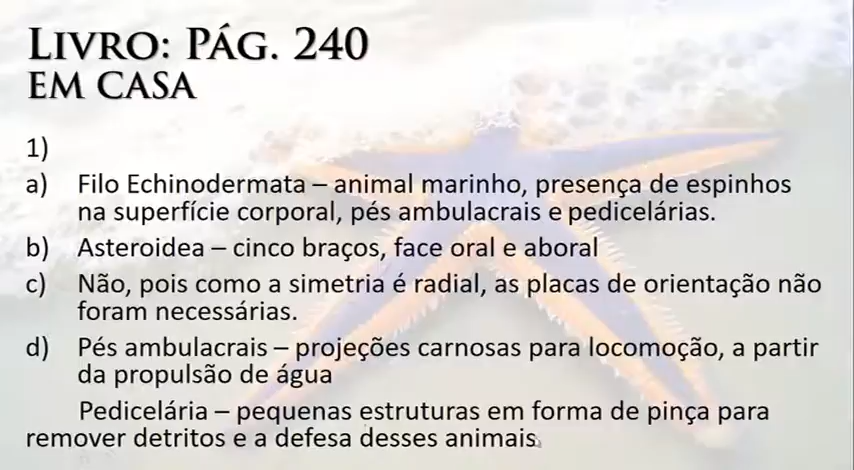 LIVRO: PÁG. 240
EM CASA
1)
a) Filo Echinodermata – animal marinho, presença de espinhos
na superfície corporal, pés ambulacrais e pedicelárias.
b) Asteroidea – cinco braços, face oral e aboral
c) Não, pois como a simetria é radial, as placas de orientação não
foram necessárias.
d) Pés ambulacrais – projeções carnosas para locomoção, a partir
da propulsão de água
Pedicelária – pequenas estruturas em forma de pinça para
remover detritos e a defesa desses animais.